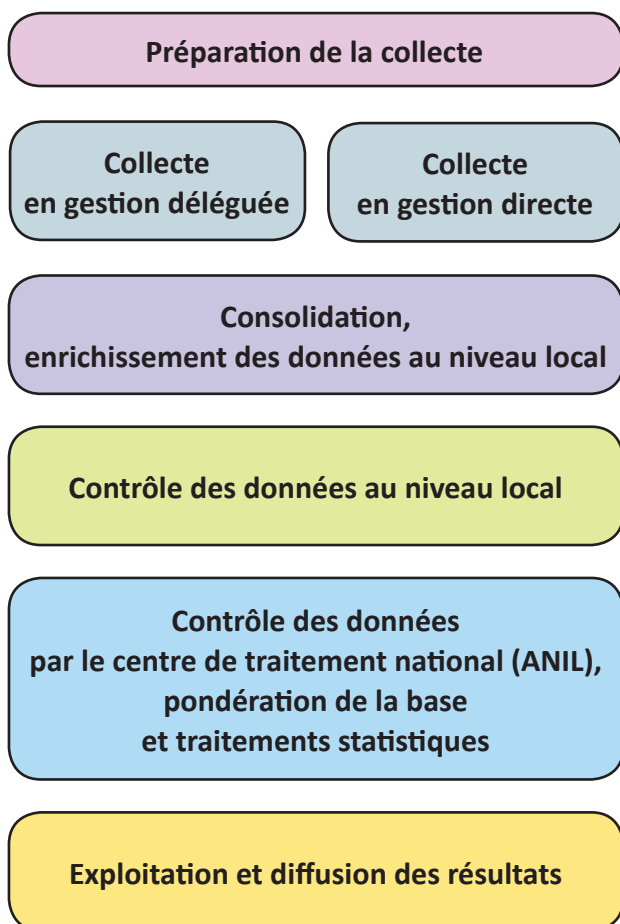 Préparation de la collecte
Collecte
en gestion déléguée
Collecte
en gestion directe
Consolidation,
enrichissement des données au niveau local
Contrôle des données au niveau local
Contrôle des données
par le centre de traitement national (ANIL),
pondération de la base
et traitements statistiques
Exploitation et diffusion des résultats